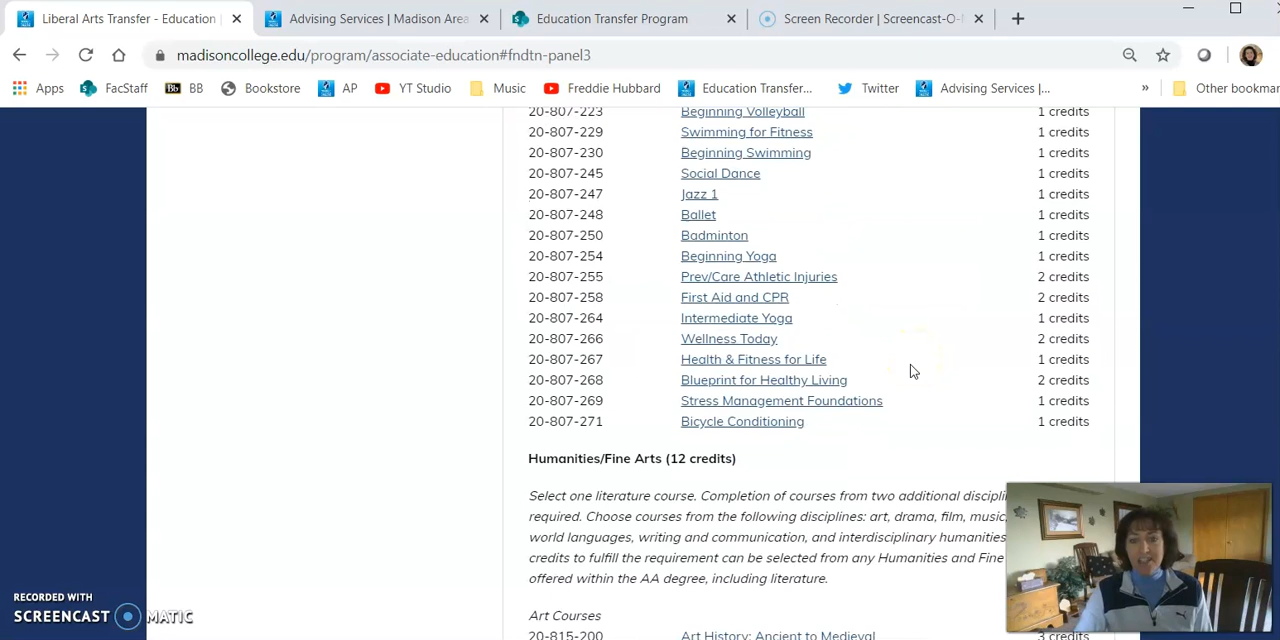 Liberal Arts Transfer - Education
Advising Services | Madison Area
Education Transfer Program
Screen Recorder | Screencast-O-
madisoncollege.edu/program/associate-education#fndtn-panel3
Apps FacStaff Bb BB Bookstore AP YT Studio Music Freddie Hubbard Education Transfer... Twitter Advising Services |... » Other bookmar
20-807-223 Beginning Volleyball 1 credits
20-807-229 Swimming for Fitness 1 credits
20-807-230 Beginning Swimming 1 credits
20-807-245 Social Dance 1 credits
20-807-247 Jazz 1 1 credits
20-807-248 Ballet 1 credits
20-807-250 Badminton 1 credits
20-807-254 Beginning Yoga 1 credits
20-807-255 Prev/Care Athletic Injuries 2 credits
20-807-258 First Aid and CPR 2 credits
20-807-264 Intermediate Yoga 1 credits
20-807-266 Wellness Today 2 credits
20-807-267 Health & Fitness for Life 1 credits
20-807-268 Blueprint for Healthy Living 2 credits
20-807-269 Stress Management Foundations 1 credits
20-807-271 Bicycle Conditioning 1 credits
Humanities/Fine Arts (12 credits)
Select one literature course. Completion of courses from two additional discipli
required. Choose courses from the following disciplines: art, drama, film, music,
world languages, writing and communication, and interdisciplinary humanities
credits to fulfill the requirement can be selected from any Humanities and Fine
offered within the AA degree, including literature.
Art Courses
20-815-200 Art History: Ancient to Medieval 3 credits
RECORDED WITH
SCREENCAST MATIC